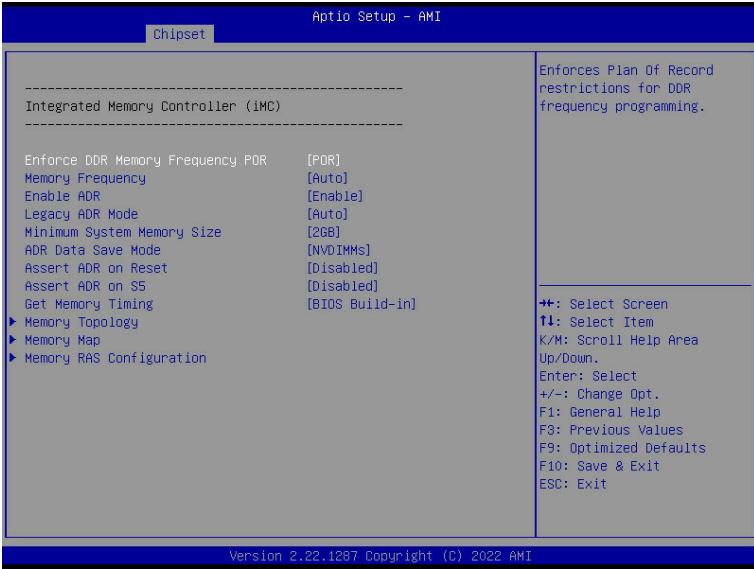 Aptio Setup – AMI
Chipset
--------------------------------------------------
Integrated Memory Controller (iMC)
--------------------------------------------------
Enforce DDR Memory Frequency POR [POR]
Memory Frequency [Auto]
Enable ADR [Enable]
Legacy ADR Mode [Auto]
Minimum System Memory Size [2GB]
ADR Data Save Mode [NVDIMMs]
Assert ADR on Reset [Disabled]
Assert ADR on S5 [Disabled]
Get Memory Timing [BIOS Build-in]
Memory Topology
Memory Map
Memory RAS Configuration
Enforces Plan Of Record
restrictions for DDR
frequency programming.
→←: Select Screen
↑↓: Select Item
K/M: Scroll Help Area
Up/Down.
Enter: Select
+/-: Change Opt.
F1: General Help
F3: Previous Values
F9: Optimized Defaults
F10: Save & Exit
ESC: Exit
Version 2.22.1287 Copyright (C) 2022 AMI